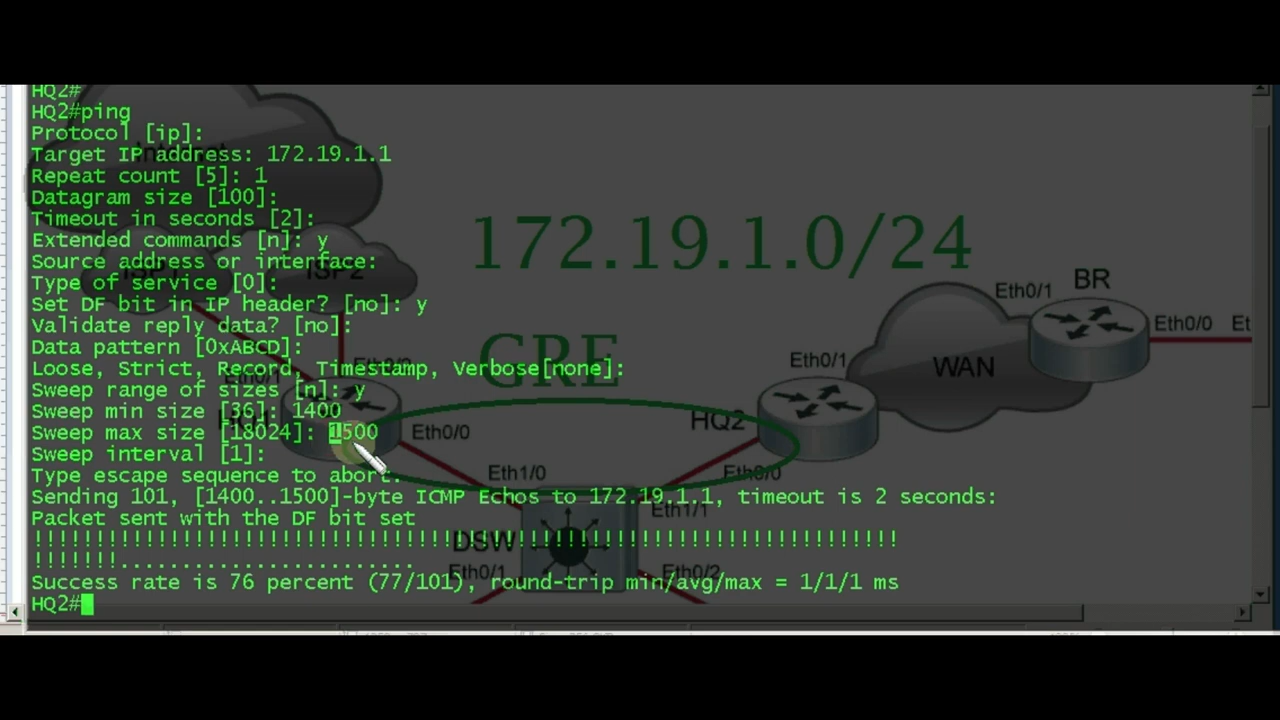 HQ2#
HQ2#ping
Protocol [ip]:
Target IP address: 172.19.1.1
Repeat count [5]: 1
Datagram size [100]:
Timeout in seconds [2]:
Extended commands [n]: y
Source address or interface:
Type of service [0]:
Set DF bit in IP header? [no]: y
Validate reply data? [no]:
Data pattern [0xABCD]:
Loose, Strict, Record, Timestamp, Verbose[none]:
Sweep range of sizes [n]: y
Sweep min size [36]: 1400
Sweep max size [18024]: 1500
Sweep interval [1]:
Type escape sequence to abort.
Sending 101, [1400..1500]-byte ICMP Echos to 172.19.1.1, timeout is 2 seconds:
Packet sent with the DF bit set
!!!!!!!!!!!!!!!!!!!!!!!!!!!!!!!!!!!!!!!!!!!!!!!!!!!!!!!!!!!!!!!!!!!!!!
!!!!!!!........................
Success rate is 76 percent (77/101), round-trip min/avg/max = 1/1/1 ms
HQ2#
172.19.1.0/24
GRE
Internet
ISP1
ISP2
BR
Eth0/1
Eth0/0
Et
WAN
Eth0/1
HQ2
Eth0/0
Eth0/1
Eth0/0
Eth1/0
Eth1/1
DSW
Eth0/1
Eth0/2